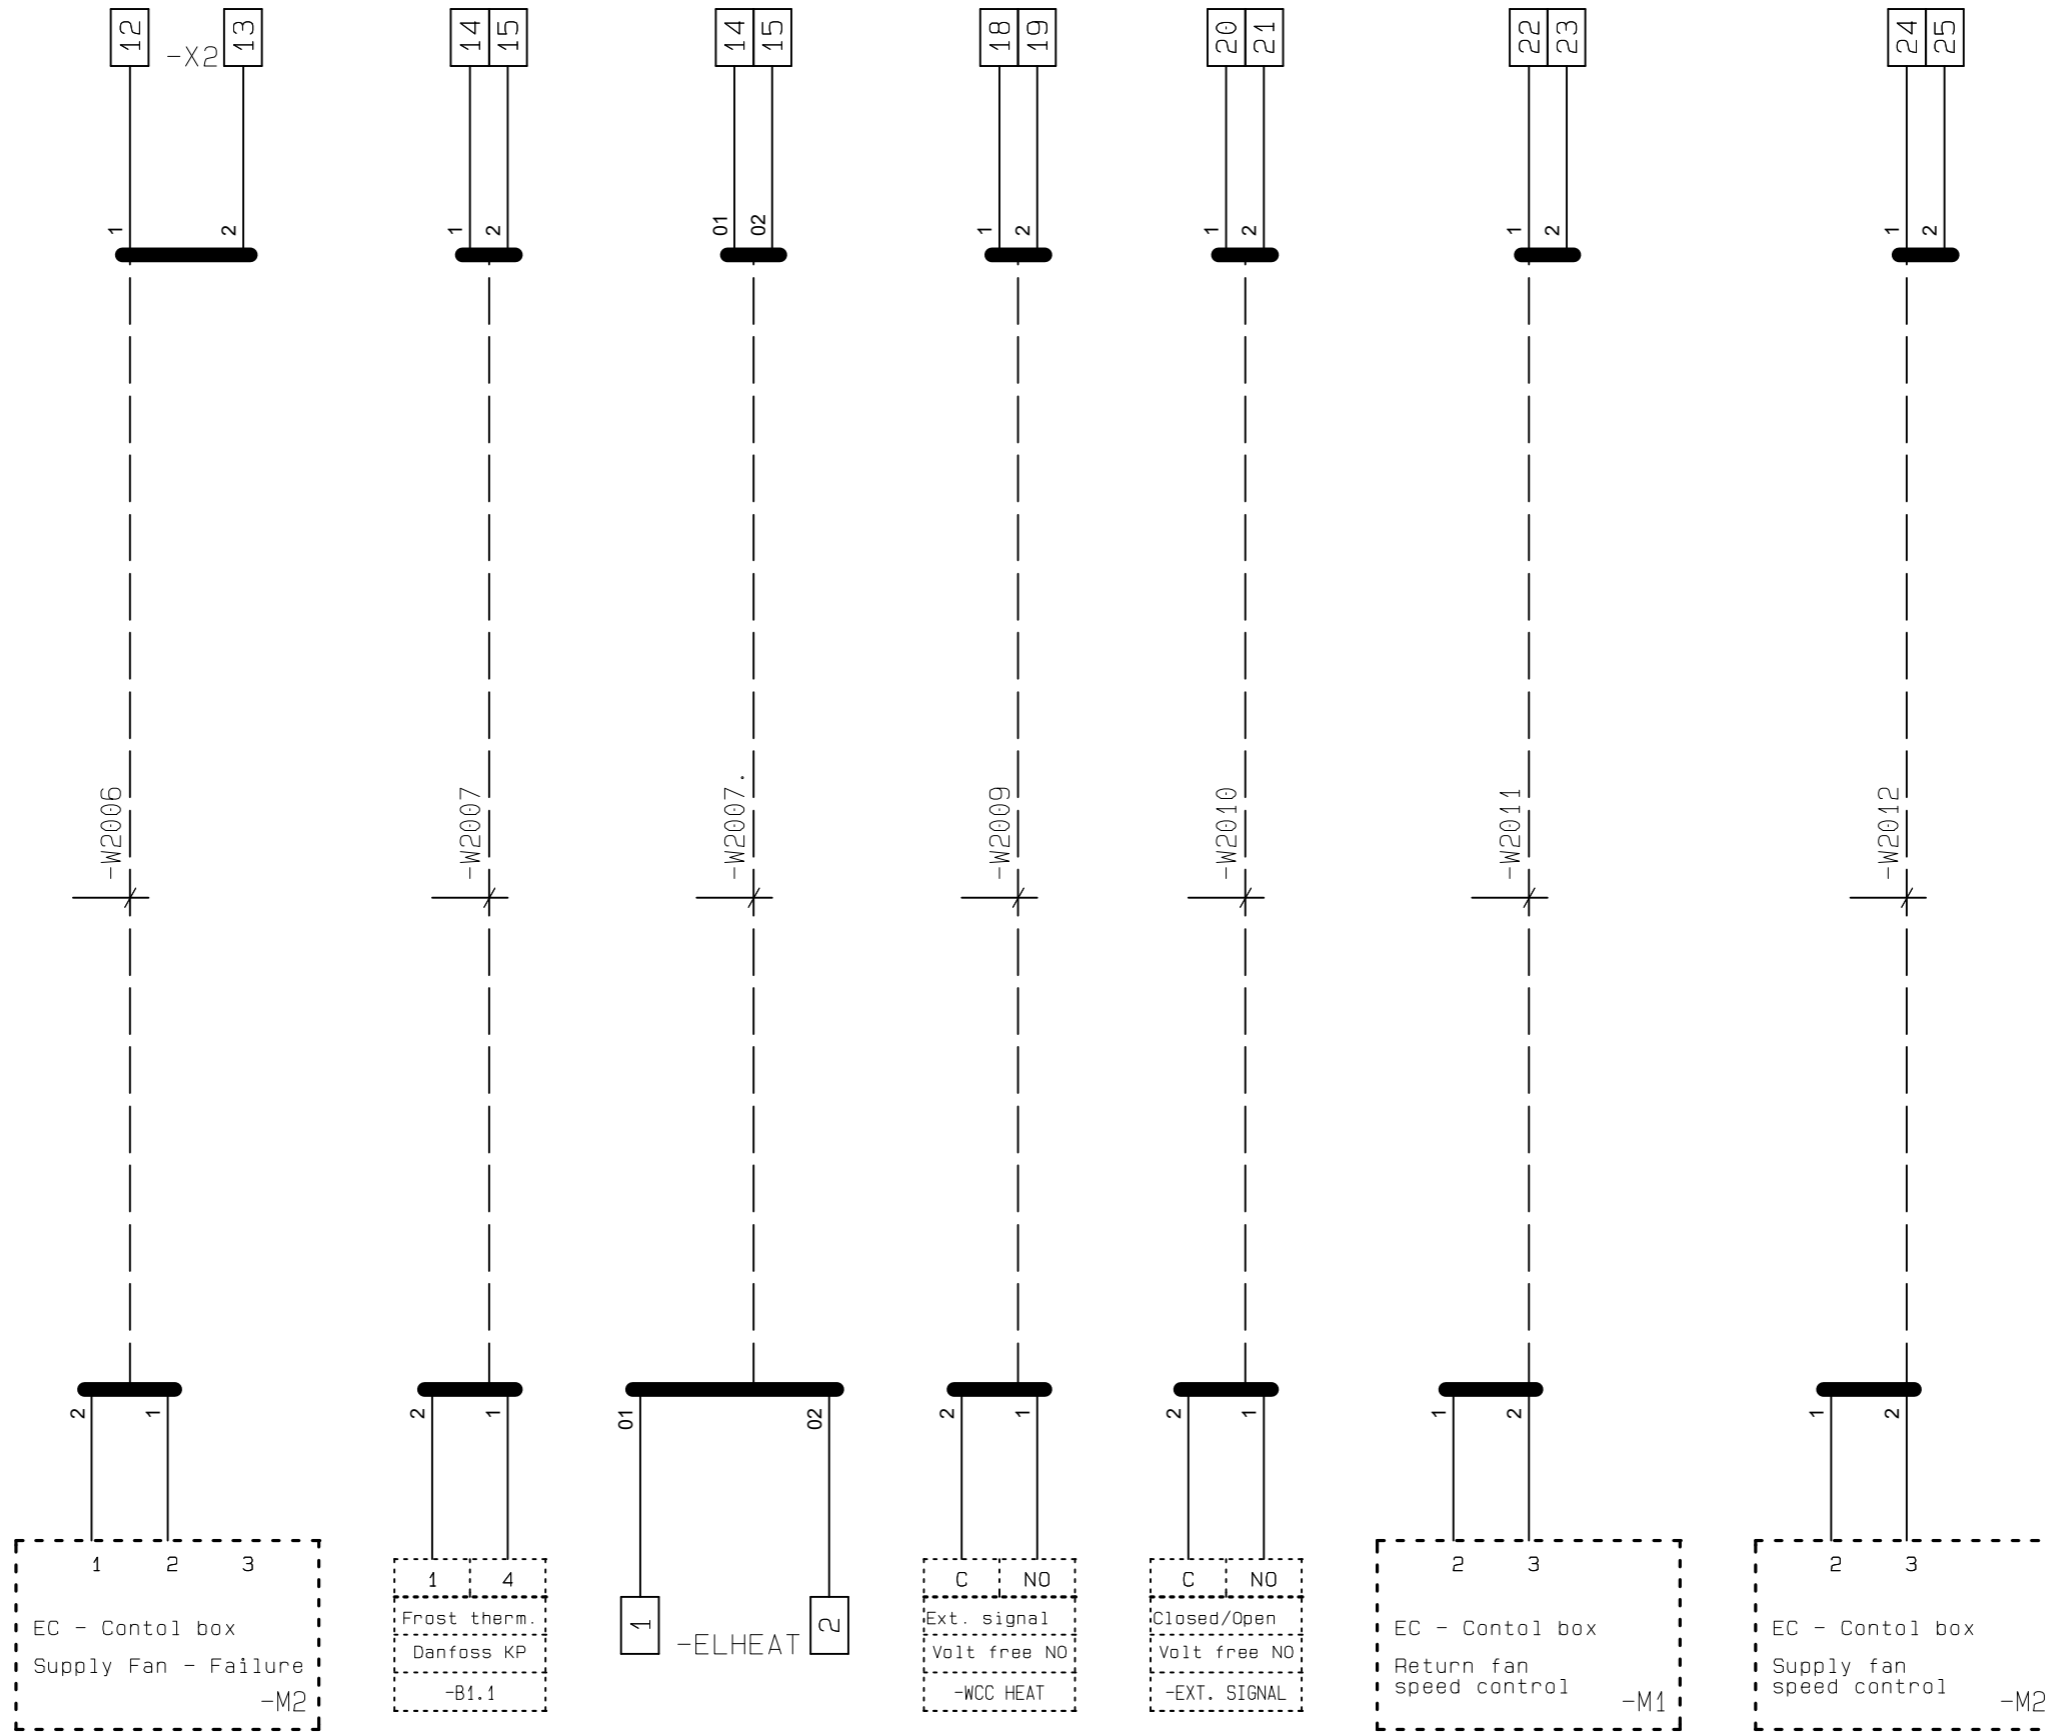 12 -X2 13 14 15 14 15 18 19 20 21 22 23 24 25
1 2 1 2 01 02 1 2 1 2 1 2 1 2
-W2006 -W2007 -W2007. -W2009 -W2010 -W2011 -W2012
2 1 2 1 01 02 2 1 2 1 1 2 1 2
1 2 3
EC - Contol box
Supply Fan - Failure
-M2
1 4
Frost therm.
Danfoss KP
-B1.1
1 -ELHEAT 2
C NO
Ext. signal
Volt free NO
-WCC HEAT
C NO
Closed/Open
Volt free NO
-EXT. SIGNAL
2 3
EC - Contol box
Return fan
speed control
-M1
2 3
EC - Contol box
Supply fan
speed control
-M2